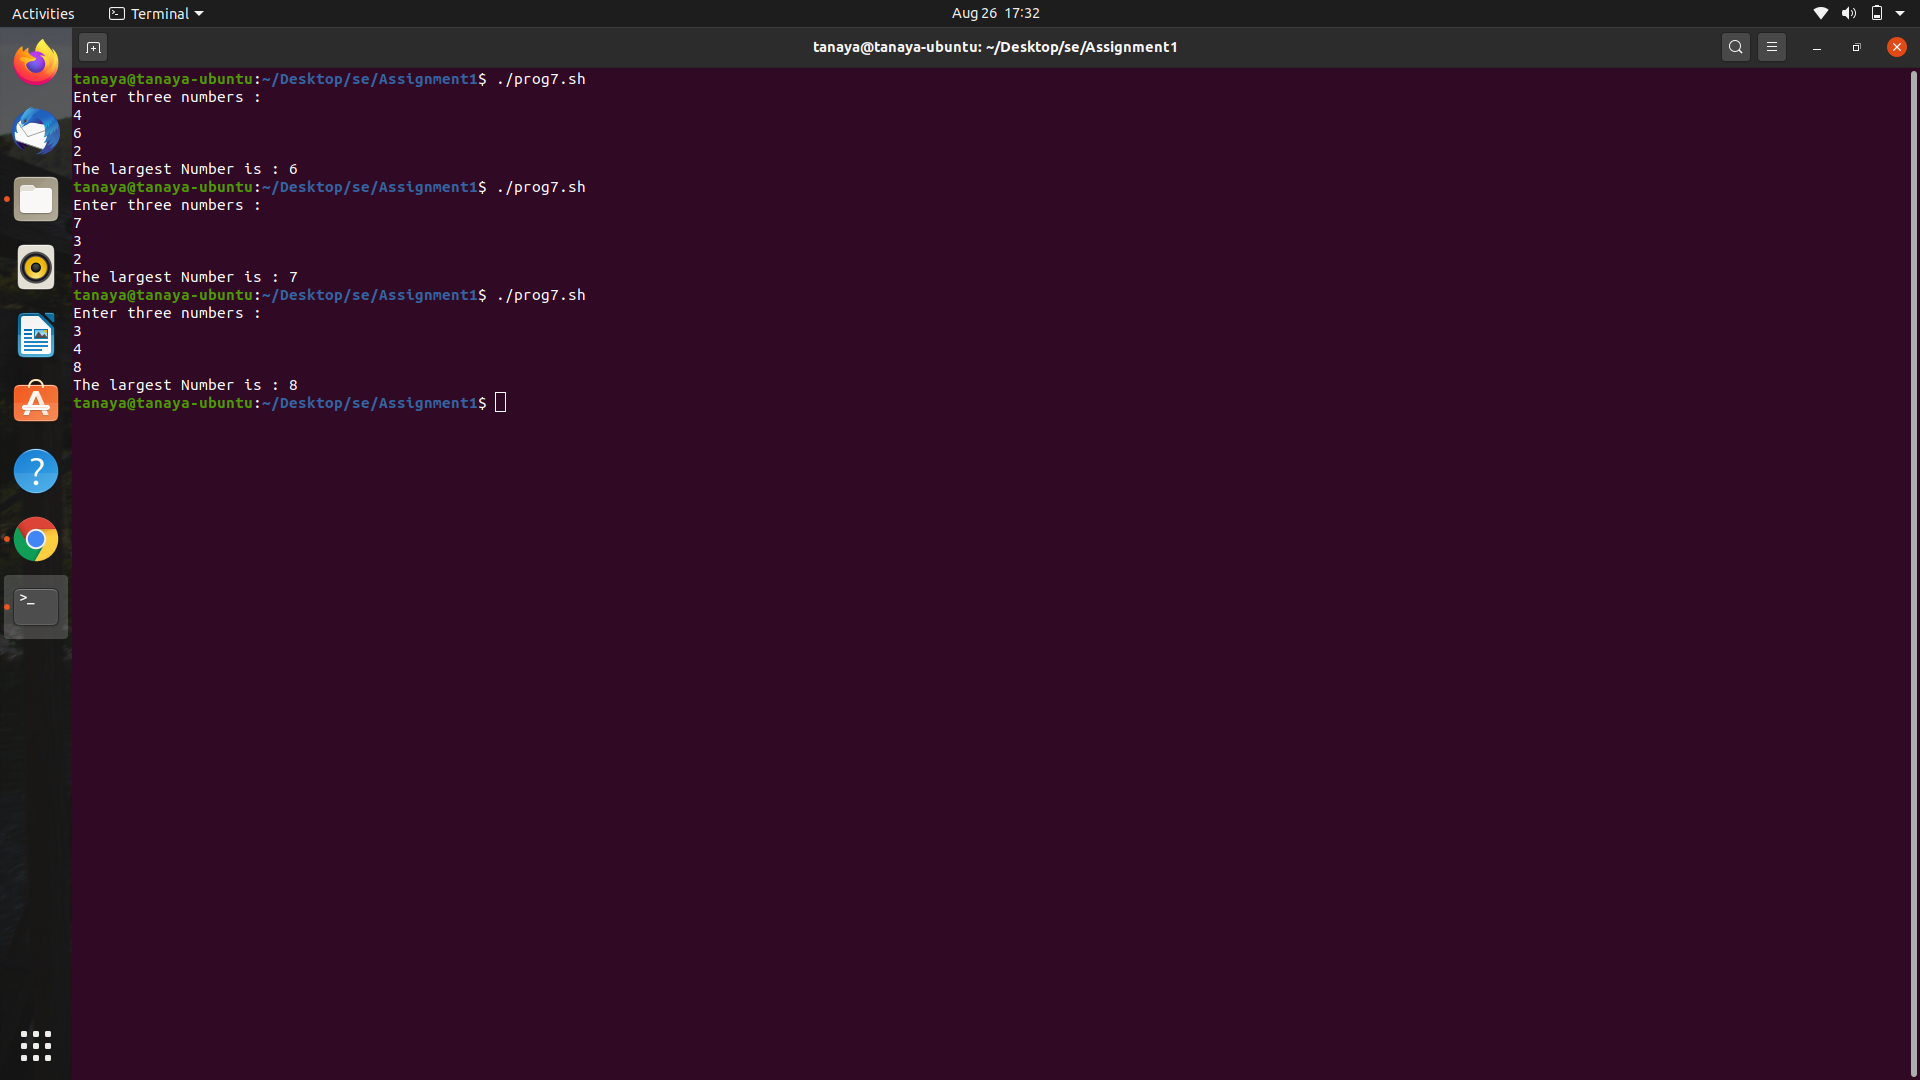 Activities
Terminal
Aug 26 17:32
tanaya@tanaya-ubuntu: ~/Desktop/se/Assignment1
tanaya@tanaya-ubuntu:~/Desktop/se/Assignment1$ ./prog7.sh
Enter three numbers :
4
6
2
The largest Number is : 6
tanaya@tanaya-ubuntu:~/Desktop/se/Assignment1$ ./prog7.sh
Enter three numbers :
7
3
2
The largest Number is : 7
tanaya@tanaya-ubuntu:~/Desktop/se/Assignment1$ ./prog7.sh
Enter three numbers :
3
4
8
The largest Number is : 8
tanaya@tanaya-ubuntu:~/Desktop/se/Assignment1$